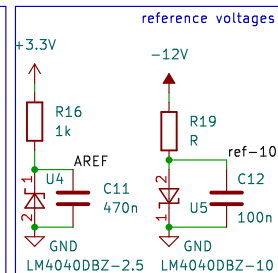 reference voltages
+3.3V
-12V
R16
1k
R19
R
AREF
ref-10
1
U4
2
C11
470n
2
U5
1
C12
100n
GND
GND
LM4040DBZ-2.5
LM4040DBZ-10